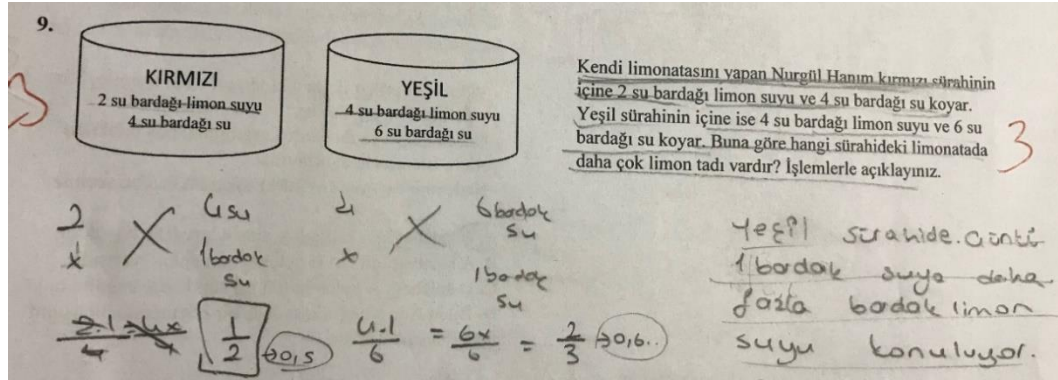 9.
KIRMIZI
2 su bardağı limon suyu
4 su bardağı su
YEŞİL
4 su bardağı limon suyu
6 su bardağı su
Kendi limonatasını yapan Nurgül Hanım kırmızı sürahinin
içine 2 su bardağı limon suyu ve 4 su bardağı su koyar.
Yeşil sürahinin içine ise 4 su bardağı limon suyu ve 6 su
bardağı su koyar. Buna göre hangi sürahideki limonatada
daha çok limon tadı vardır? İşlemlerle açıklayınız.
3
2 4 su
x 1 bardak su
2.1/4 = 4x/4 1/2 → 0,5
4 6 bardak su
x 1 bardak su
4.1/6 = 6x/6 = 2/3 → 0,6..
Yeşil sürahide. Çünkü
1 bardak suya daha
fazla bardak limon
suyu konuluyor.